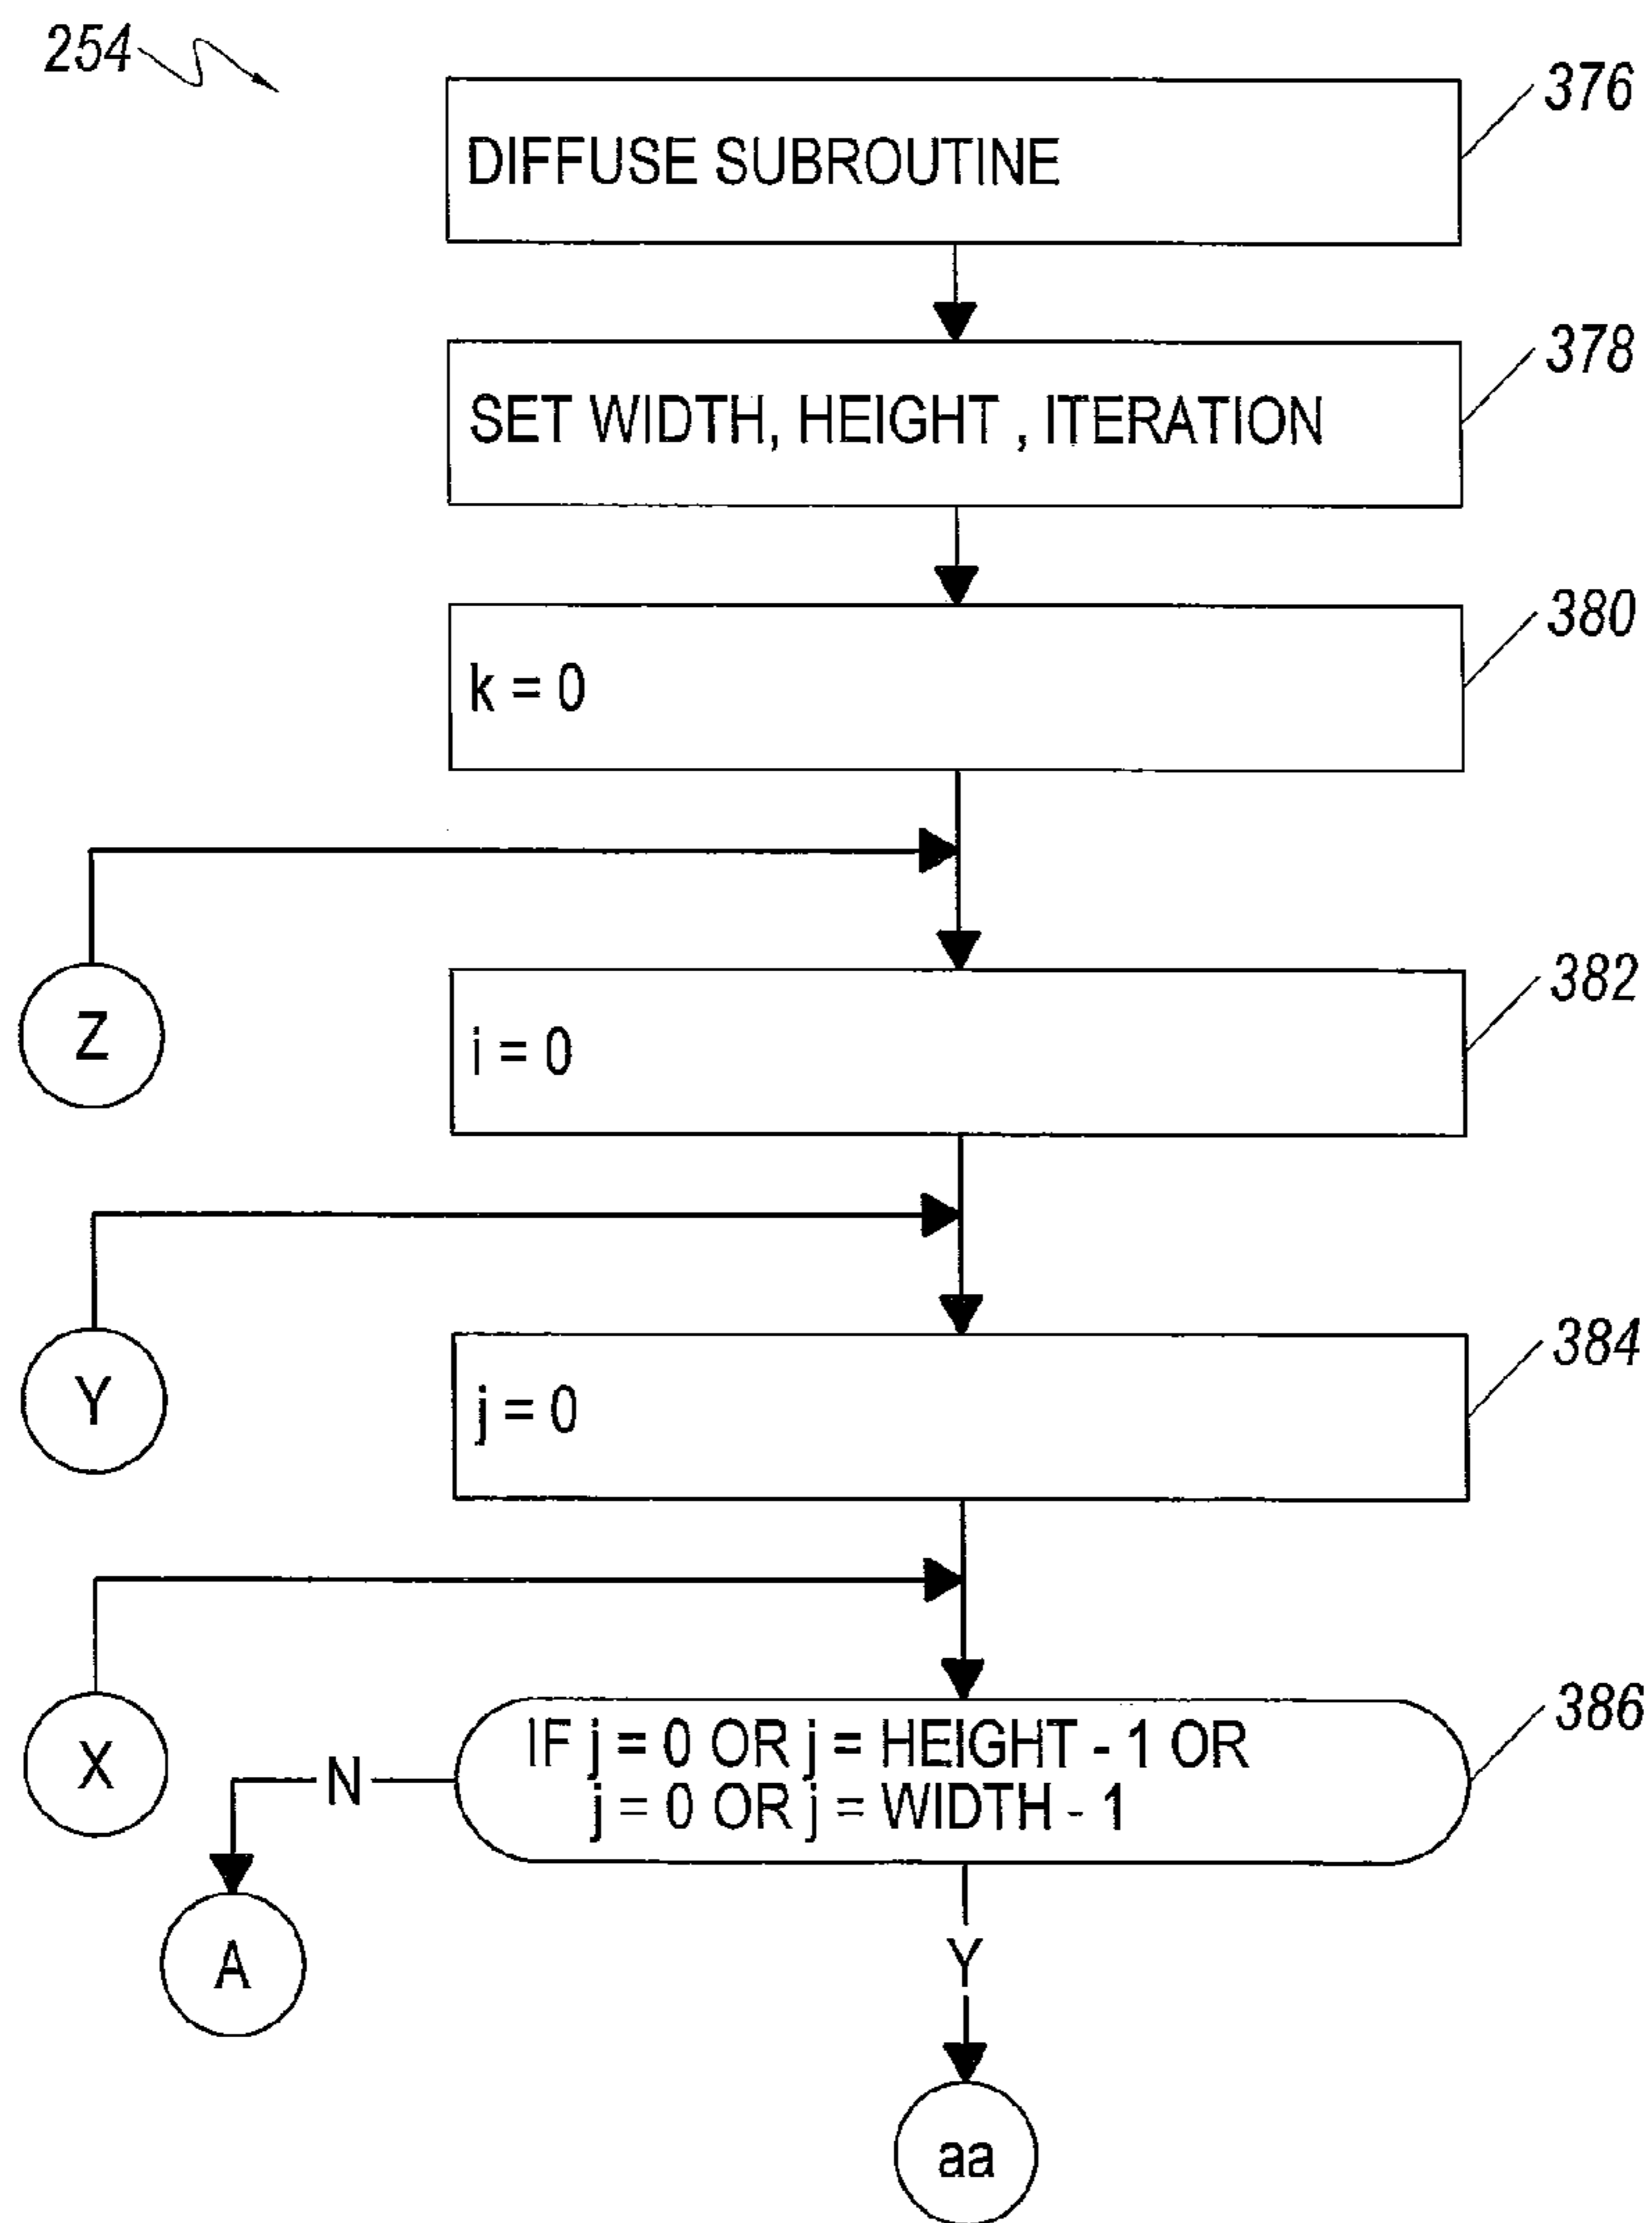 254
376
DIFFUSE SUBROUTINE
378
SET WIDTH, HEIGHT , ITERATION
380
k = 0
Z
382
i = 0
Y
384
j = 0
X
386
IF j = 0 OR j = HEIGHT - 1 OR
j = 0 OR j = WIDTH - 1
N
A
Y
aa